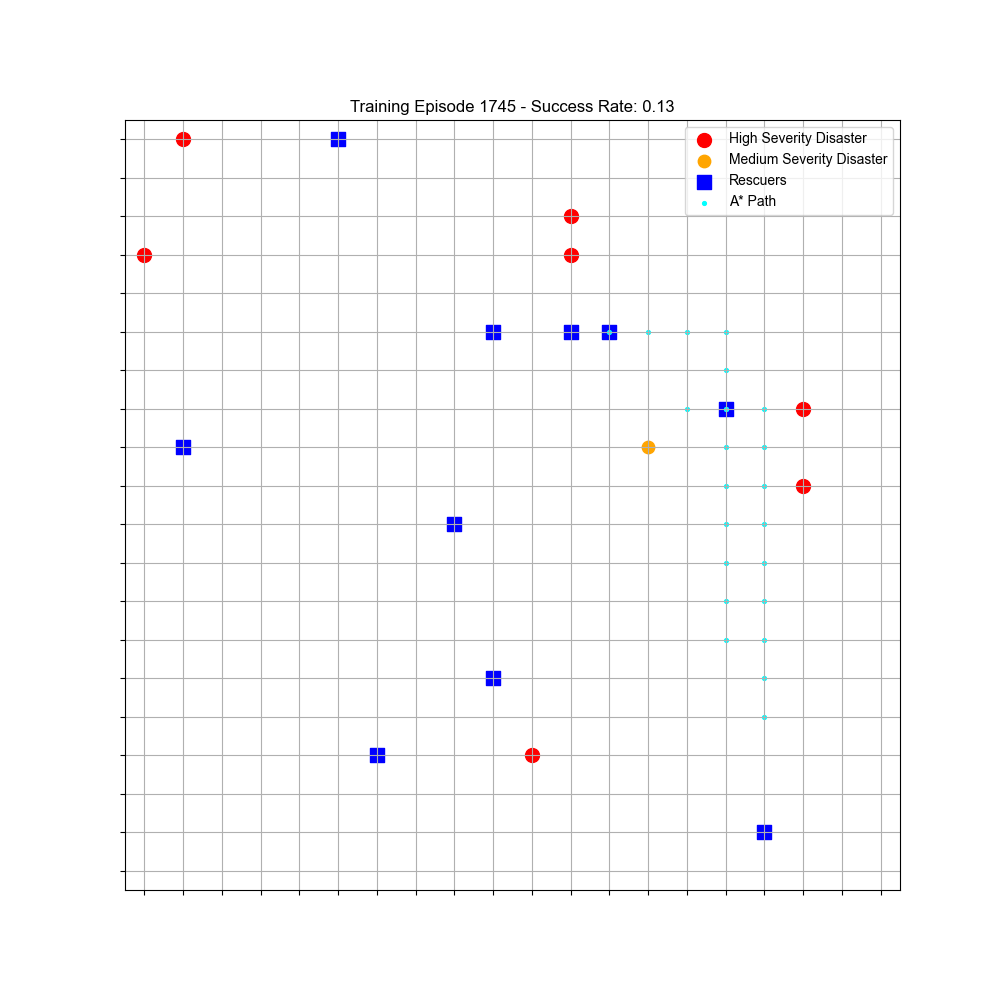 Training Episode 1745 - Success Rate: 0.13
High Severity Disaster
Medium Severity Disaster
Rescuers
A* Path